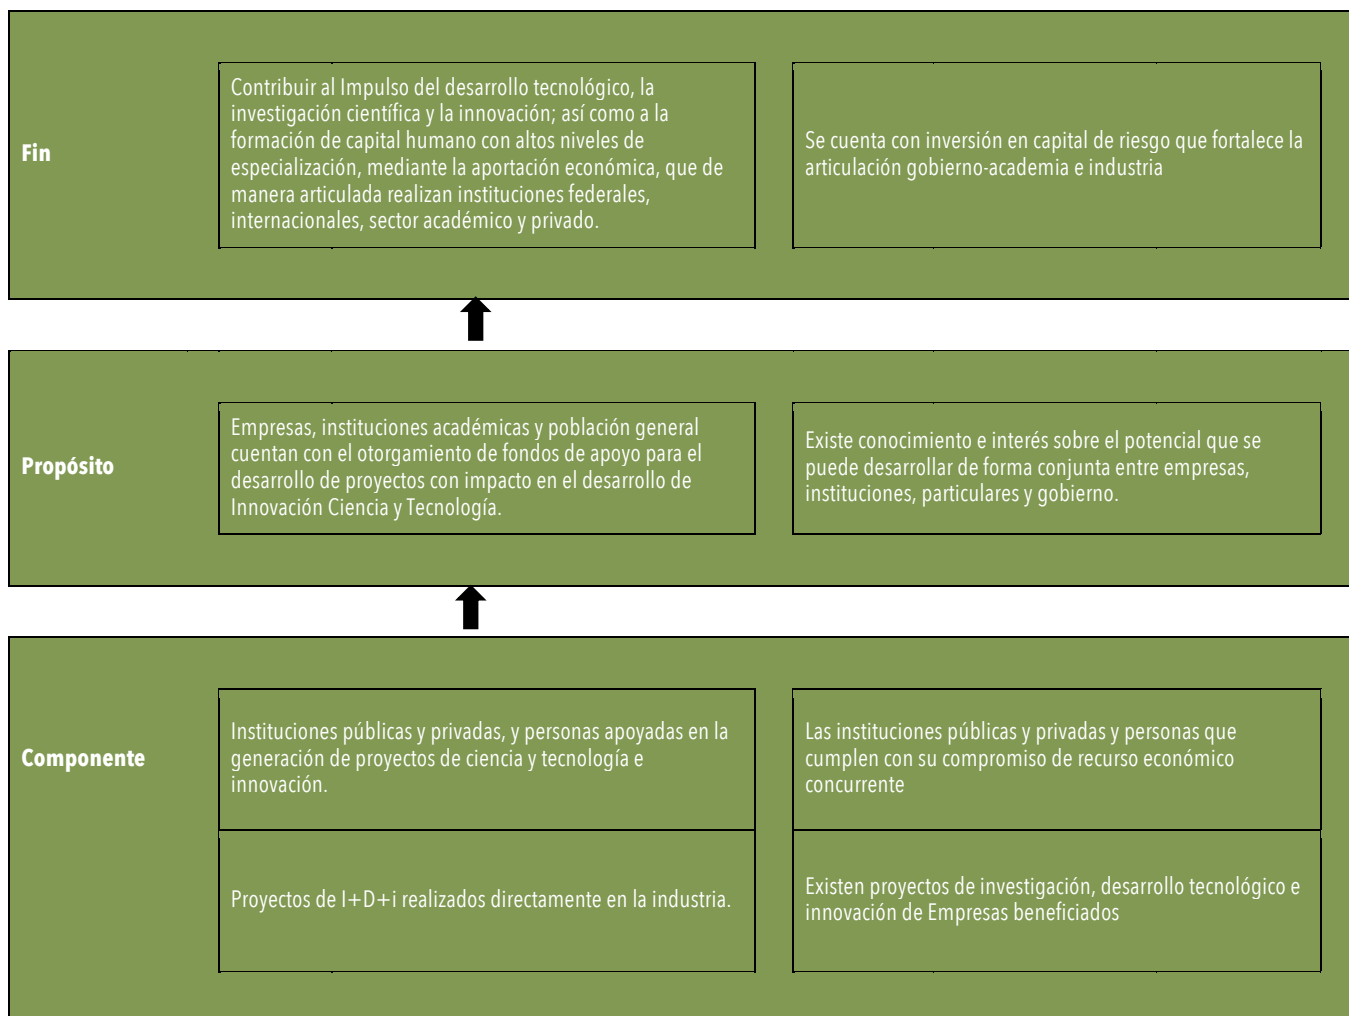 Fin
Contribuir al Impulso del desarrollo tecnológico, la
investigación científica y la innovación; así como a la
formación de capital humano con altos niveles de
especialización, mediante la aportación económica, que de
manera articulada realizan instituciones federales,
internacionales, sector académico y privado.
Se cuenta con inversión en capital de riesgo que fortalece la
articulación gobierno-academia e industria
Propósito
Empresas, instituciones académicas y población general
cuentan con el otorgamiento de fondos de apoyo para el
desarrollo de proyectos con impacto en el desarrollo de
Innovación Ciencia y Tecnología.
Existe conocimiento e interés sobre el potencial que se
puede desarrollar de forma conjunta entre empresas,
instituciones, particulares y gobierno.
Componente
Instituciones públicas y privadas, y personas apoyadas en la
generación de proyectos de ciencia y tecnología e
innovación.
Las instituciones públicas y privadas y personas que
cumplen con su compromiso de recurso económico
concurrente
Proyectos de I+D+i realizados directamente en la industria.
Existen proyectos de investigación, desarrollo tecnológico e
innovación de Empresas beneficiados